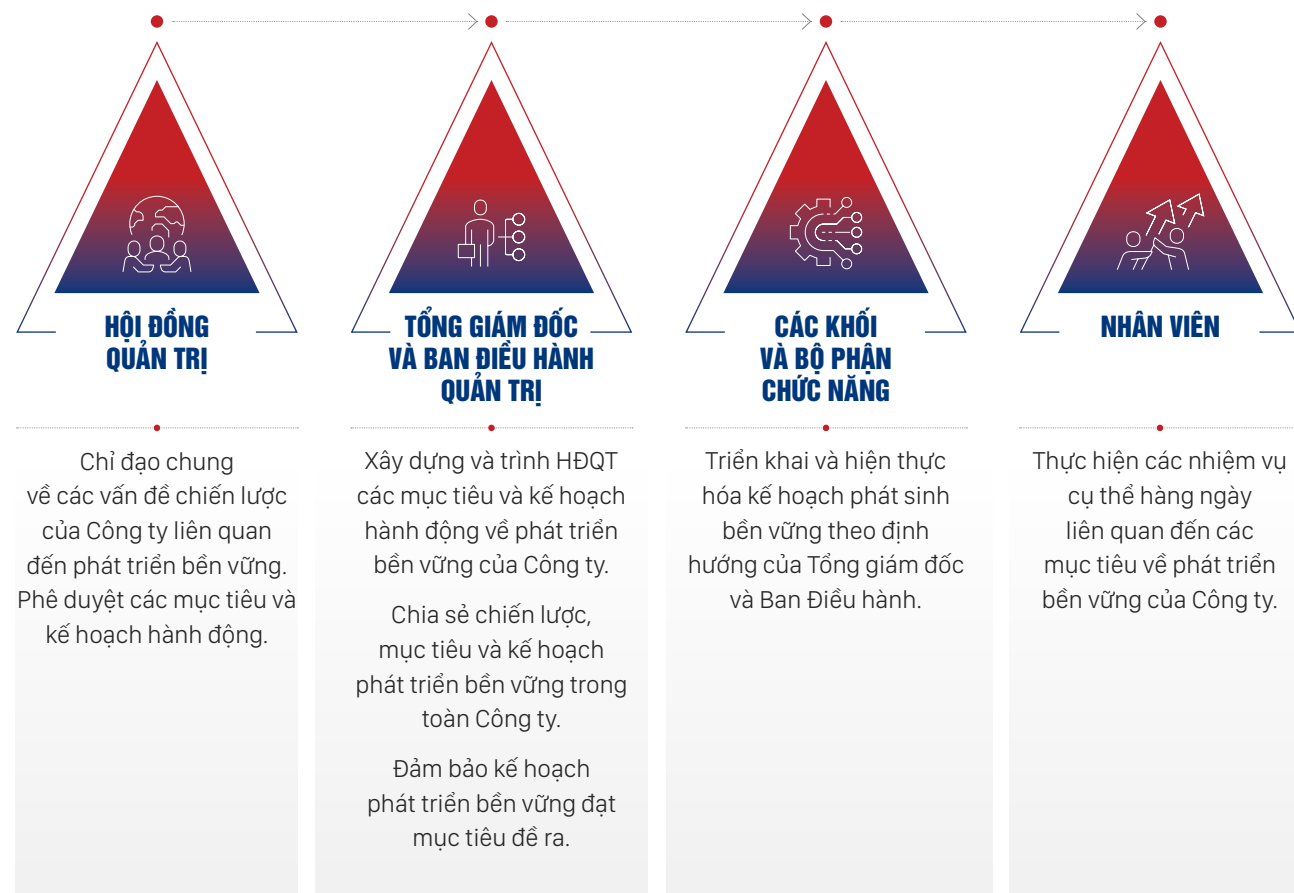 HỘI ĐỒNG
QUẢN TRỊ
Chỉ đạo chung
về các vấn đề chiến lược
của Công ty liên quan
đến phát triển bền vững.
Phê duyệt các mục tiêu và
kế hoạch hành động.
TỔNG GIÁM ĐỐC
VÀ BAN ĐIỀU HÀNH
QUẢN TRỊ
Xây dựng và trình HĐQT
các mục tiêu và kế hoạch
hành động về phát triển
bền vững của Công ty.
Chia sẻ chiến lược,
mục tiêu và kế hoạch
phát triển bền vững trong
toàn Công ty.
Đảm bảo kế hoạch
phát triển bền vững đạt
mục tiêu đề ra.
CÁC KHỐI
VÀ BỘ PHẬN
CHỨC NĂNG
Triển khai và hiện thực
hóa kế hoạch phát sinh
bền vững theo định
hướng của Tổng giám đốc
và Ban Điều hành.
NHÂN VIÊN
Thực hiện các nhiệm vụ
cụ thể hàng ngày
liên quan đến các
mục tiêu về phát triển
bền vững của Công ty.